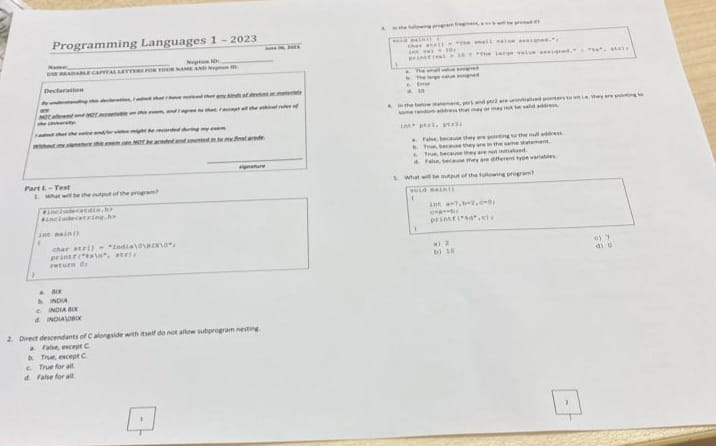 Programming Languages 1 - 2023
June 06, 2023
Name: Neptun ID:
USE READABLE CAPITAL LETTERS FOR YOUR NAME AND Neptun ID.
Declaration
By understanding this declaration, I admit that I have noticed that any kinds of devices or materials are
NOT allowed and NOT acceptable on this exam, and I agree to that. I accept all the ethical rules of
the University.
I admit that the voice and/or video might be recorded during my exam.
Without my signature this exam can NOT be graded and counted in to my final grade.
signature
Part I. - Test
1. What will be the output of the program?
#include<stdio.h>
#include<string.h>
int main()
{
char str[] = "India\0\BIX\0";
printf("%s\n", str);
return 0;
}
a. BIX
b. INDIA
c. INDIA BIX
d. INDIA\0BIX
2. Direct descendants of C alongside with itself do not allow subprogram nesting.
a. False, except C.
b. True, except C.
c. True for all.
d. False for all.
1
3. In the following program fragment, will be printed if?
void main() {
char str[] = "The small value assigned.";
int val = 10;
printf(val > 10 ? "The large value assigned." : "%s", str);
}
a. The small value assigned
b. The large value assigned
c. Error
d. 10
4. In the below statement, ptr1 and ptr2 are uninitialized pointers to int i.e. they are pointing to
some random address that may or may not be valid address.
int* ptr1, ptr2;
a. False, because they are pointing to the null address.
b. True, because they are in the same statement.
c. True, because they are not initialized.
d. False, because they are different type variables.
5. What will be output of the following program?
void main()
{
int a=7,b=2,c=0;
printf("%d",c);
}
a) 2 c) 7
b) 10 d) 0
1